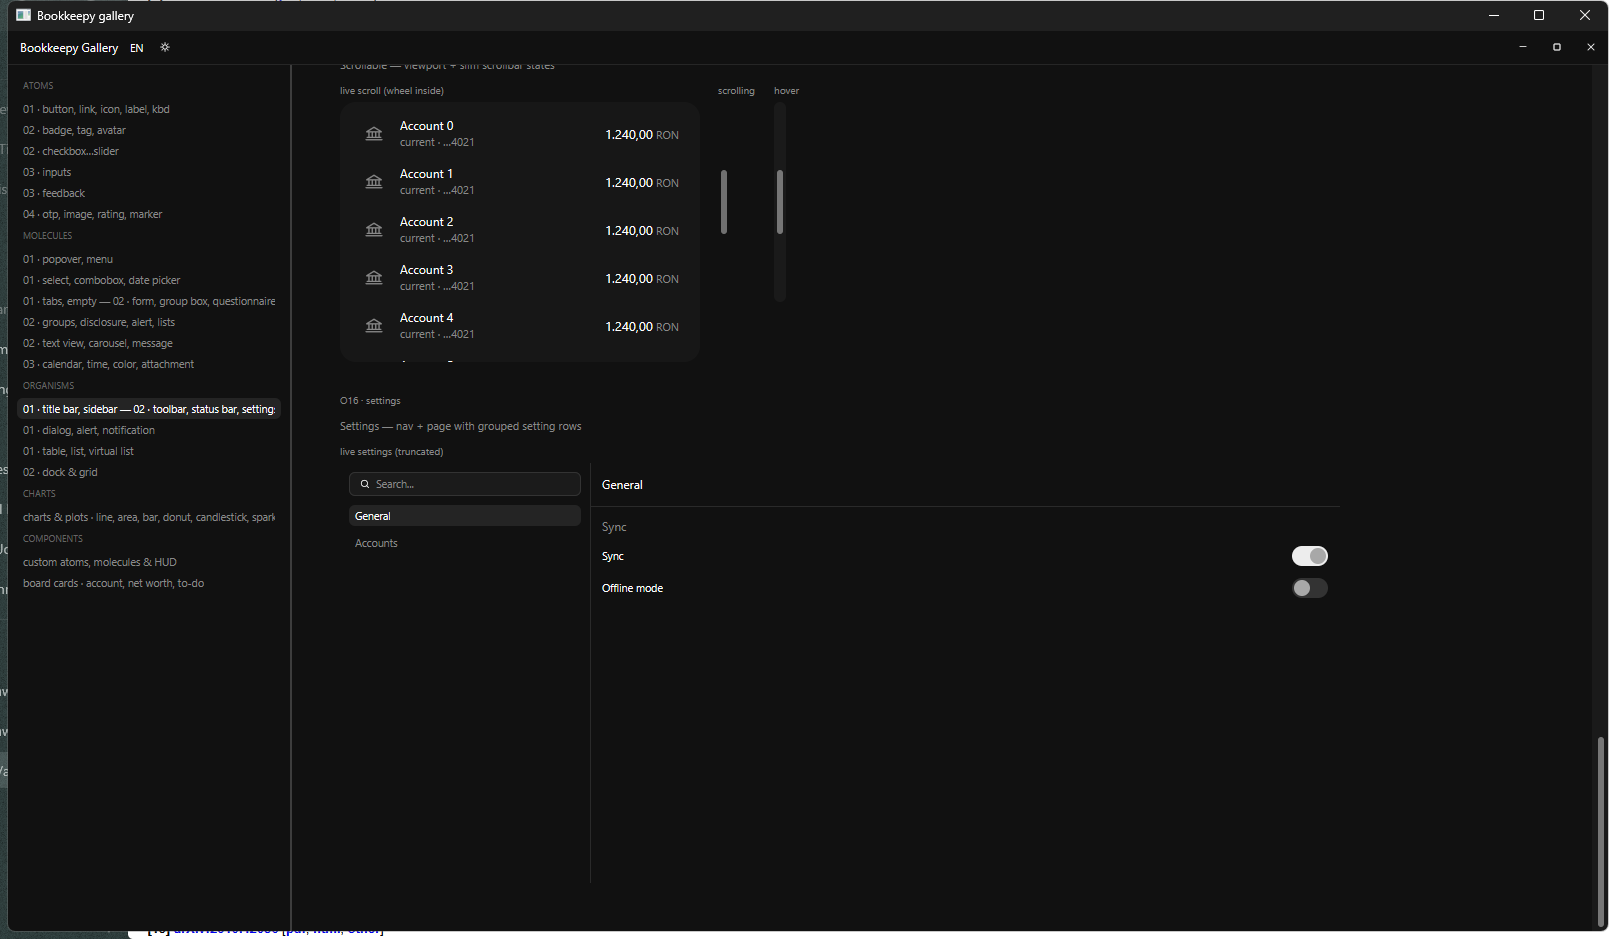 Bookkeepy gallery
Bookkeepy Gallery EN
ATOMS
01 · button, link, icon, label, kbd
02 · badge, tag, avatar
02 · checkbox...slider
03 · inputs
03 · feedback
04 · otp, image, rating, marker
MOLECULES
01 · popover, menu
01 · select, combobox, date picker
01 · tabs, empty — 02 · form, group box, questionnaire
02 · groups, disclosure, alert, lists
02 · text view, carousel, message
03 · calendar, time, color, attachment
ORGANISMS
01 · title bar, sidebar — 02 · toolbar, status bar, settings
01 · dialog, alert, notification
01 · table, list, virtual list
02 · dock & grid
CHARTS
charts & plots · line, area, bar, donut, candlestick, spark
COMPONENTS
custom atoms, molecules & HUD
board cards · account, net worth, to-do
Scrollable — viewport + slim scrollbar states
live scroll (wheel inside) scrolling hover
Account 0
current · ...4021
1.240,00 RON
Account 1
current · ...4021
1.240,00 RON
Account 2
current · ...4021
1.240,00 RON
Account 3
current · ...4021
1.240,00 RON
Account 4
current · ...4021
1.240,00 RON
O16 · settings
Settings — nav + page with grouped setting rows
live settings (truncated)
Search...
General
Accounts
General
Sync
Sync
Offline mode